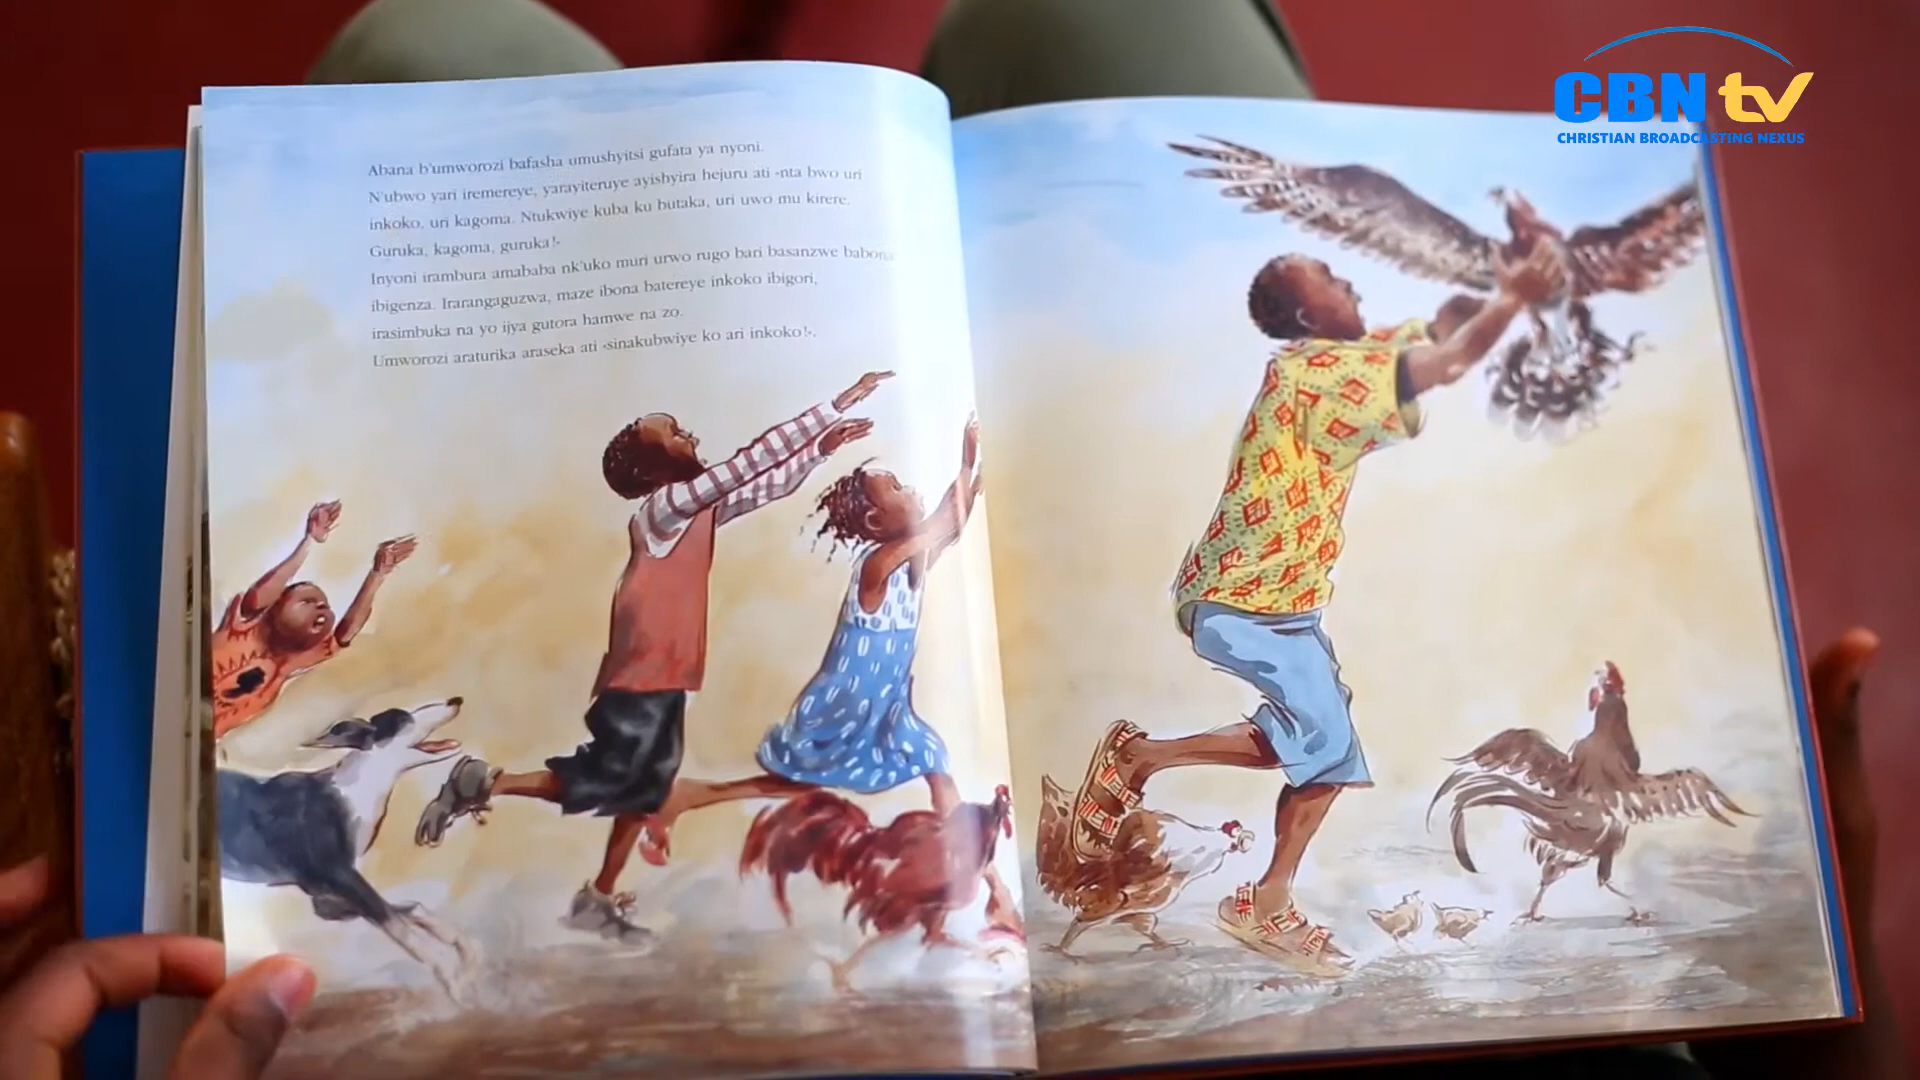 Abana b'umworozi bafasha umushyitsi gufata ya nyoni.
N'ubwo yari iremereye, yarayiteruye ayishyira hejuru ati ‹nta bwo uri
inkoko, uri kagoma. Ntukwiye kuba ku butaka, uri uwo mu kirere.
Guruka, kagoma, guruka!›
Inyoni irambura amababa nk'uko muri urwo rugo bari basanzwe babona
ibigenza. Irarangaguzwa, maze ibona batereye inkoko ibigori,
irasimbuka na yo ijya gutora hamwe na zo.
Umworozi araturika araseka ati ‹sinakubwiye ko ari inkoko!›.
CBN tv
CHRISTIAN BROADCASTING NEXUS